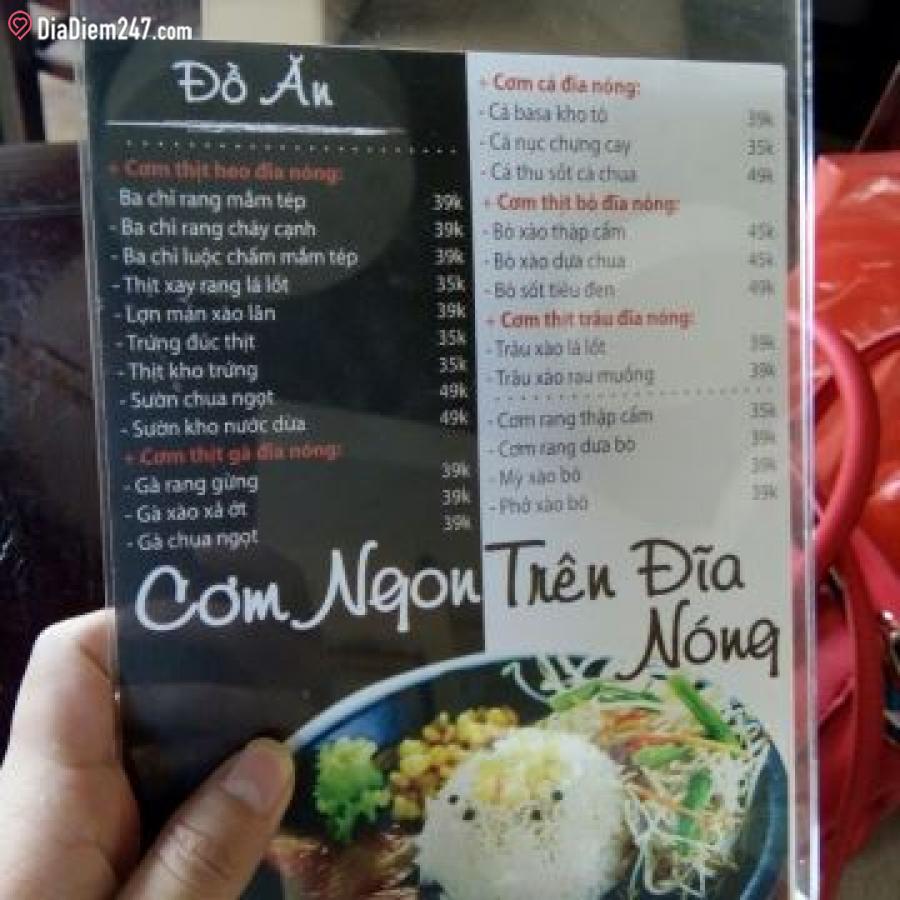 DiaDiem247.com
Đồ Ăn
+ Cơm thịt heo đĩa nóng:
Ba chỉ rang mắm tép 39k
- Ba chỉ rang cháy cạnh 39k
- Ba chỉ luộc chấm mắm tép 39k
- Thịt xay rang lá lốt 35k
- Lợn mán xào lăn 39k
- Trứng đúc thịt 35k
- Thịt kho trứng 35k
- Sườn chua ngọt 49k
- Sườn kho nước dừa 49k
+ Cơm thịt gà đĩa nóng:
- Gà rang gừng 39k
- Gà xào xả ớt 39k
- Gà chua ngọt 39k
+ Cơm cá đĩa nóng:
- Cá basa kho tộ 39k
- Cá nục chưng cay 35k
- Cá thu sốt cà chua 49k
+ Cơm thịt bò đĩa nóng:
- Bò xào thập cẩm 45k
- Bò xào dưa chua 45k
- Bò sốt tiêu đen 49k
+ Cơm thịt trâu đĩa nóng:
- Trâu xào lá lốt 39k
- Trâu xào rau muống 39k
- Cơm rang thập cẩm 35k
- Cơm rang dưa bò 39k
- Mỳ xào bò 39k
- Phở xào bò 39k
Cơm Ngon Trên Đĩa
Nóng